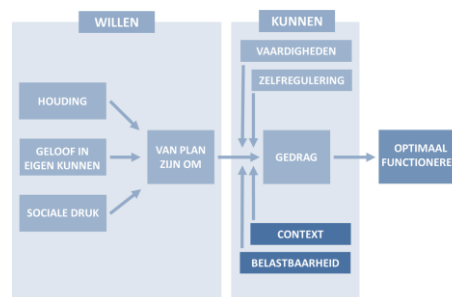 WILLEN
KUNNEN
VAARDIGHEDEN
ZELFREGULERING
HOUDING
GELOOF IN
EIGEN KUNNEN
SOCIALE DRUK
VAN PLAN
ZIJN OM
GEDRAG
OPTIMAAL
FUNCTIONERE
CONTEXT
BELASTBAARHEID